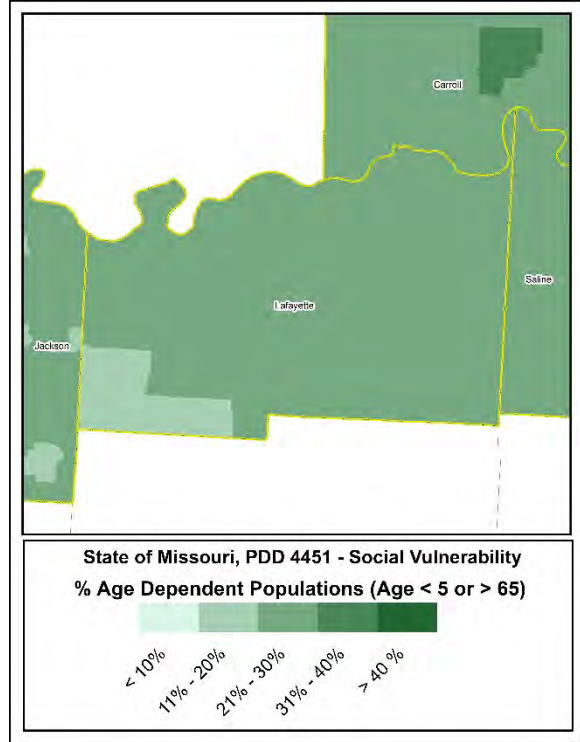 Carroll
Saline
Lafayette
Jackson
State of Missouri, PDD 4451 - Social Vulnerability
% Age Dependent Populations (Age < 5 or > 65)
< 10%
11% - 20%
21% - 30%
31% - 40%
> 40 %